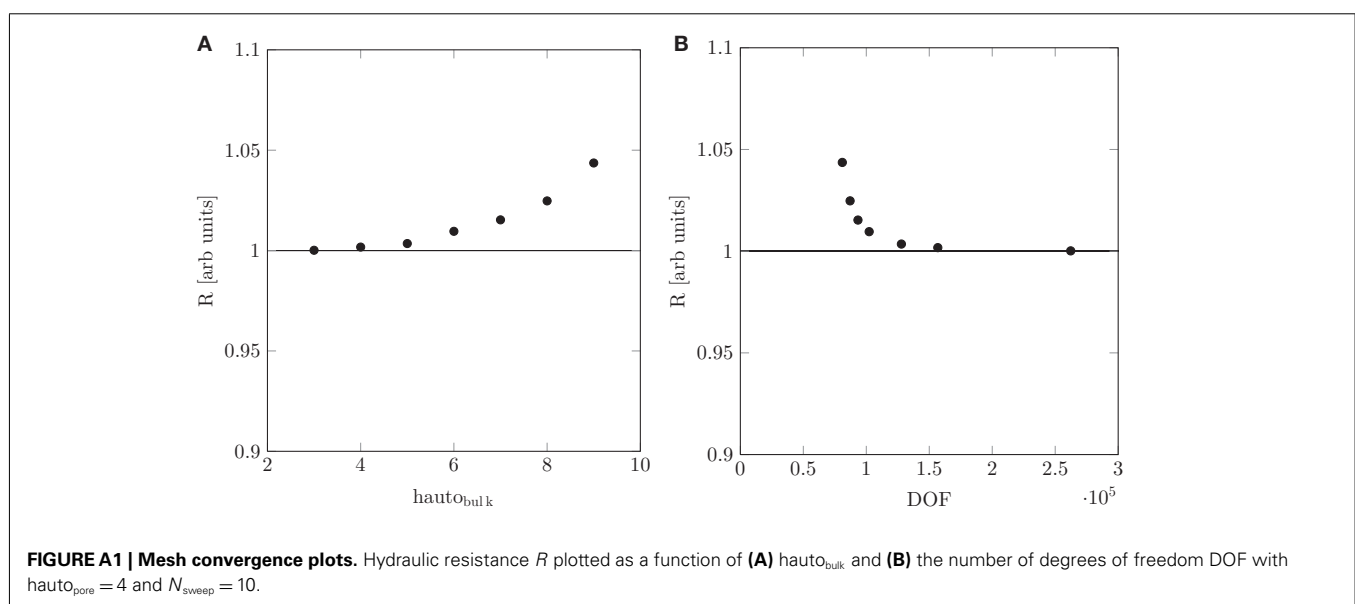 A
1.1
1.05
1
0.95
0.9
R [arb units]
2
4
6
8
10
hauto_bulk
B
1.1
1.05
1
0.95
0.9
R [arb units]
0
0.5
1
1.5
2
2.5
3
DOF
·10^5
FIGURE A1 | Mesh convergence plots. Hydraulic resistance R plotted as a function of (A) hauto_bulk and (B) the number of degrees of freedom DOF with
hauto_pore = 4 and N_sweep = 10.